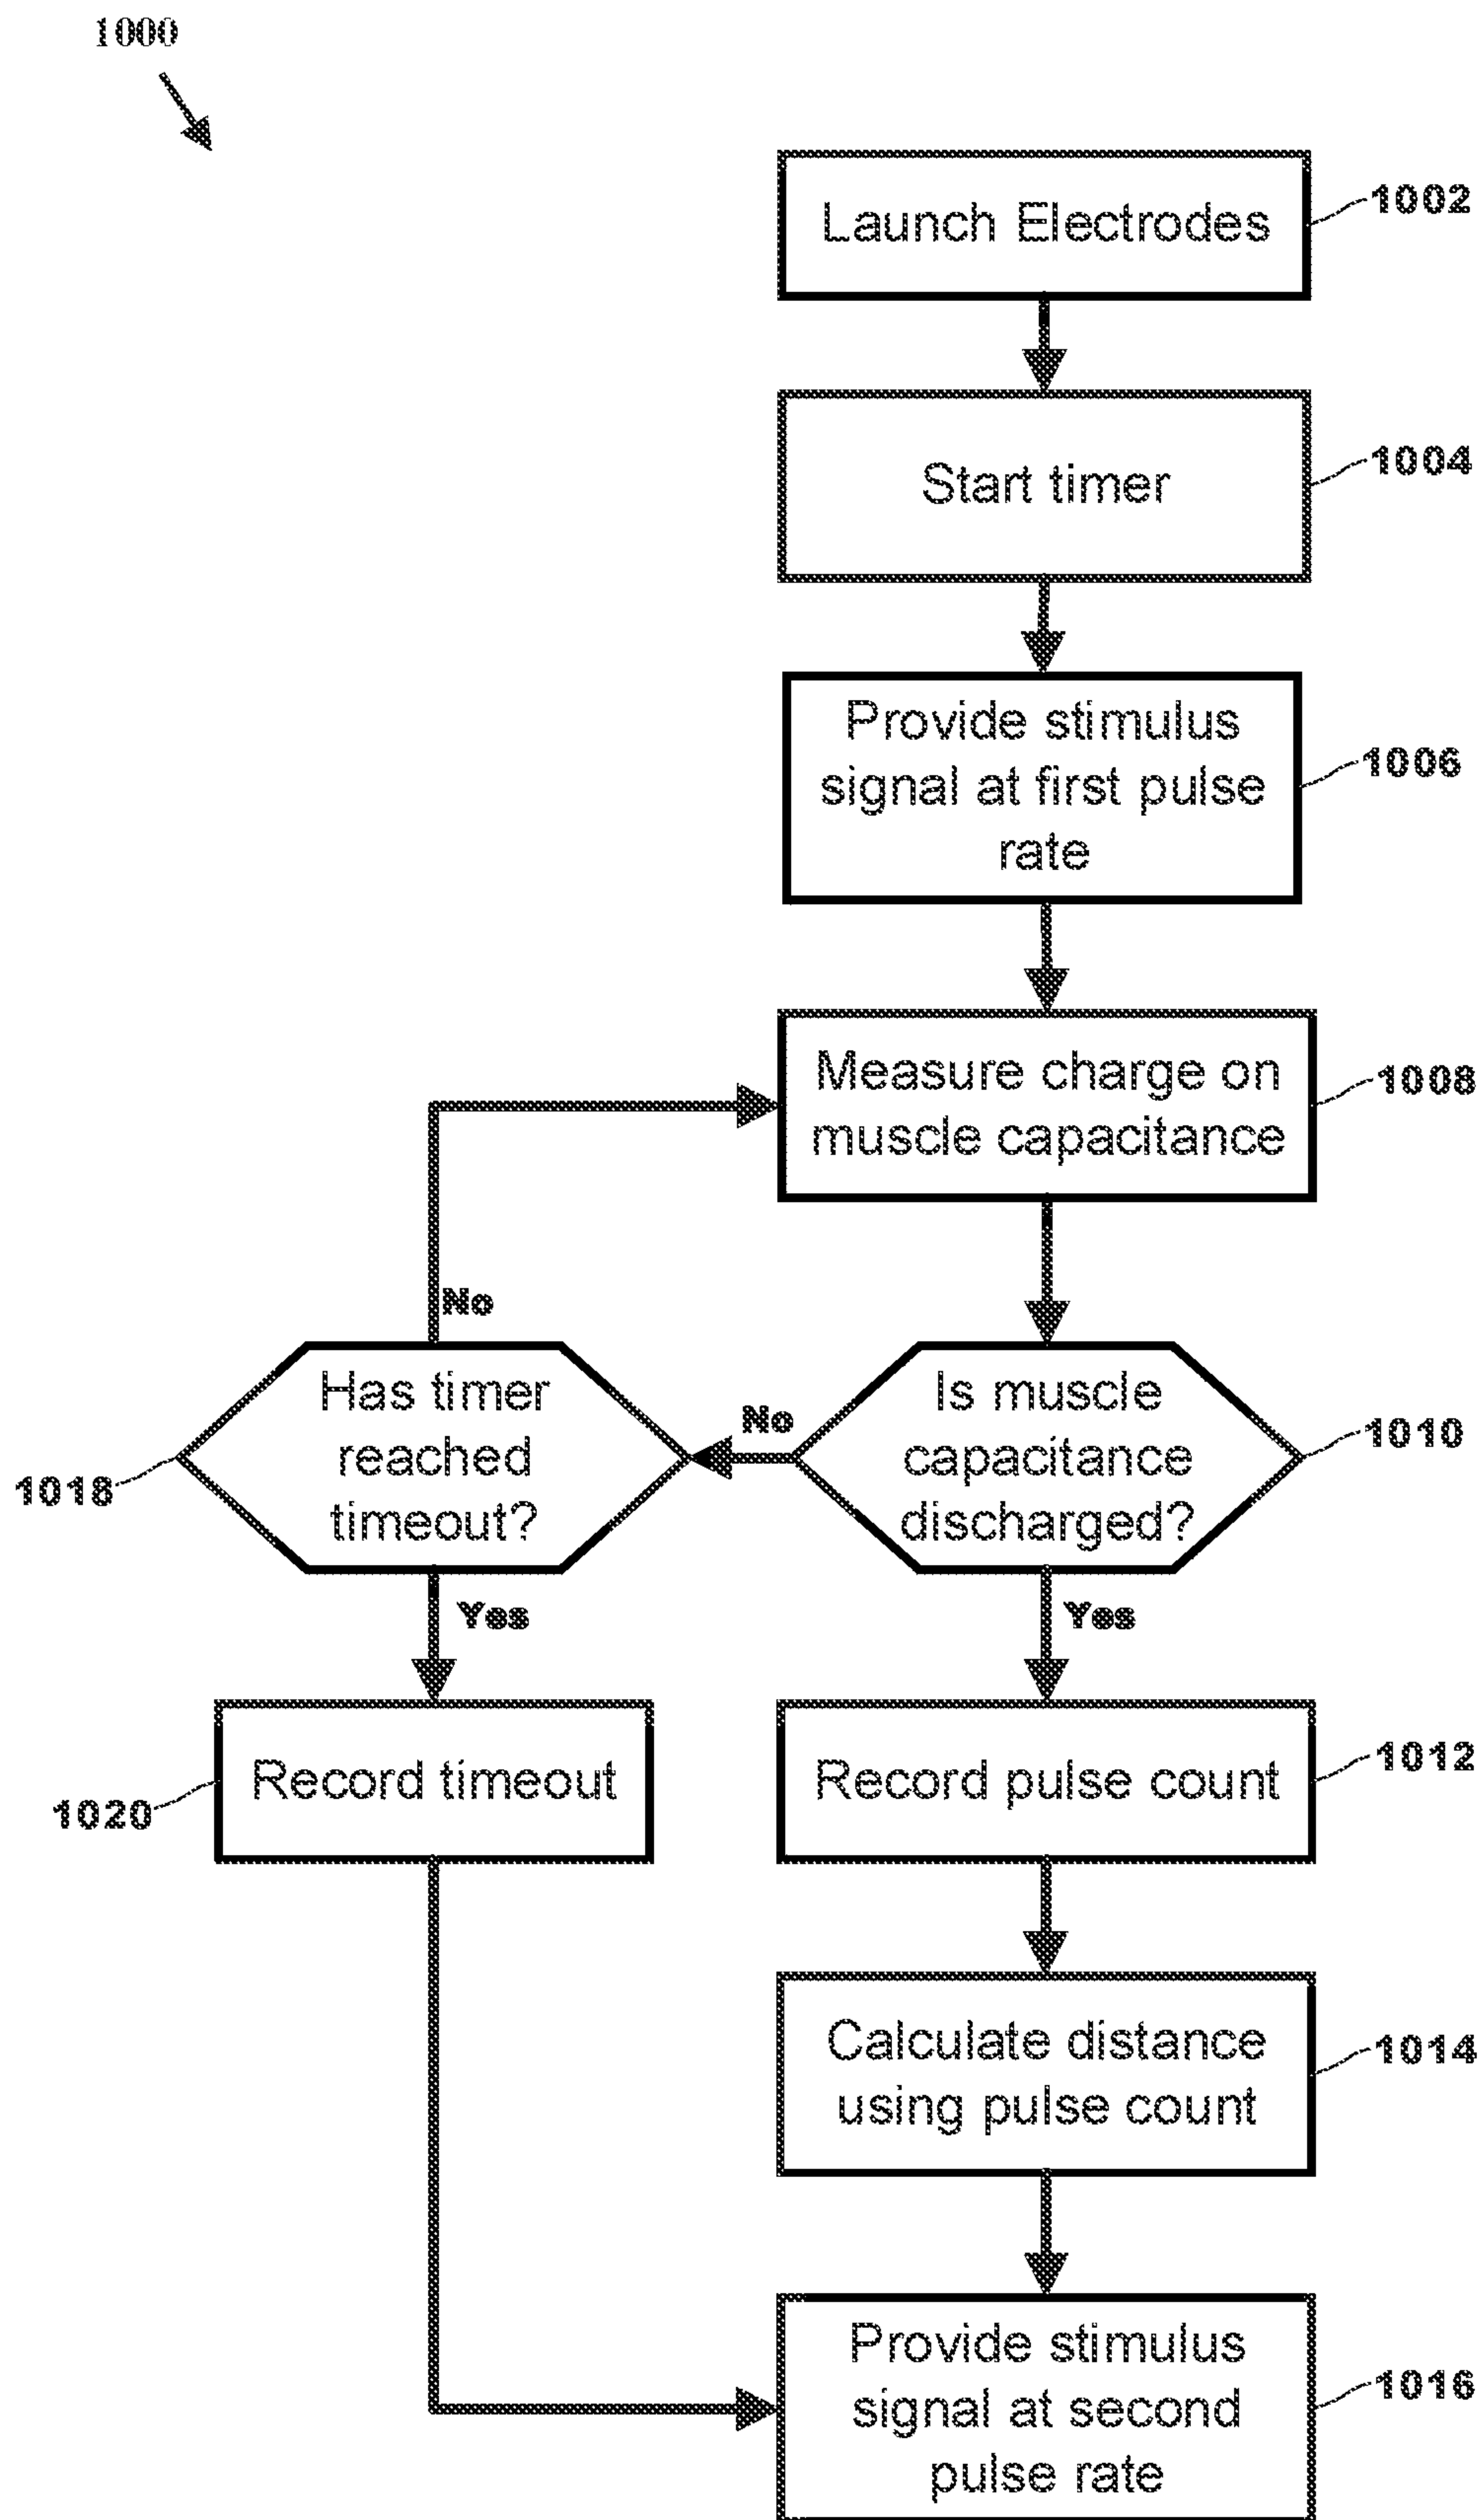 1000
Launch Electrodes
1002
Start timer
1004
Provide stimulus
signal at first pulse
rate
1006
Measure charge on
muscle capacitance
1008
No
Has timer
reached
timeout?
1018
No
Is muscle
capacitance
discharged?
1010
Yes
Yes
Record timeout
1020
Record pulse count
1012
Calculate distance
using pulse count
1014
Provide stimulus
signal at second
pulse rate
1016